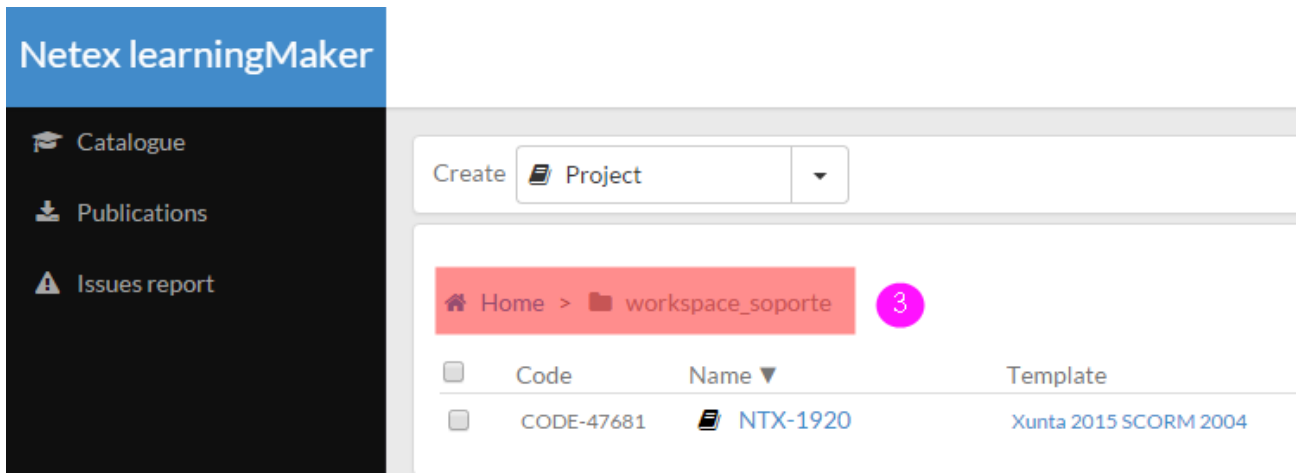 Netex learningMaker
Catalogue
Publications
Issues report
Create Project
Home > workspace_soporte 3
Code Name ▼ Template
CODE-47681 NTX-1920 Xunta 2015 SCORM 2004